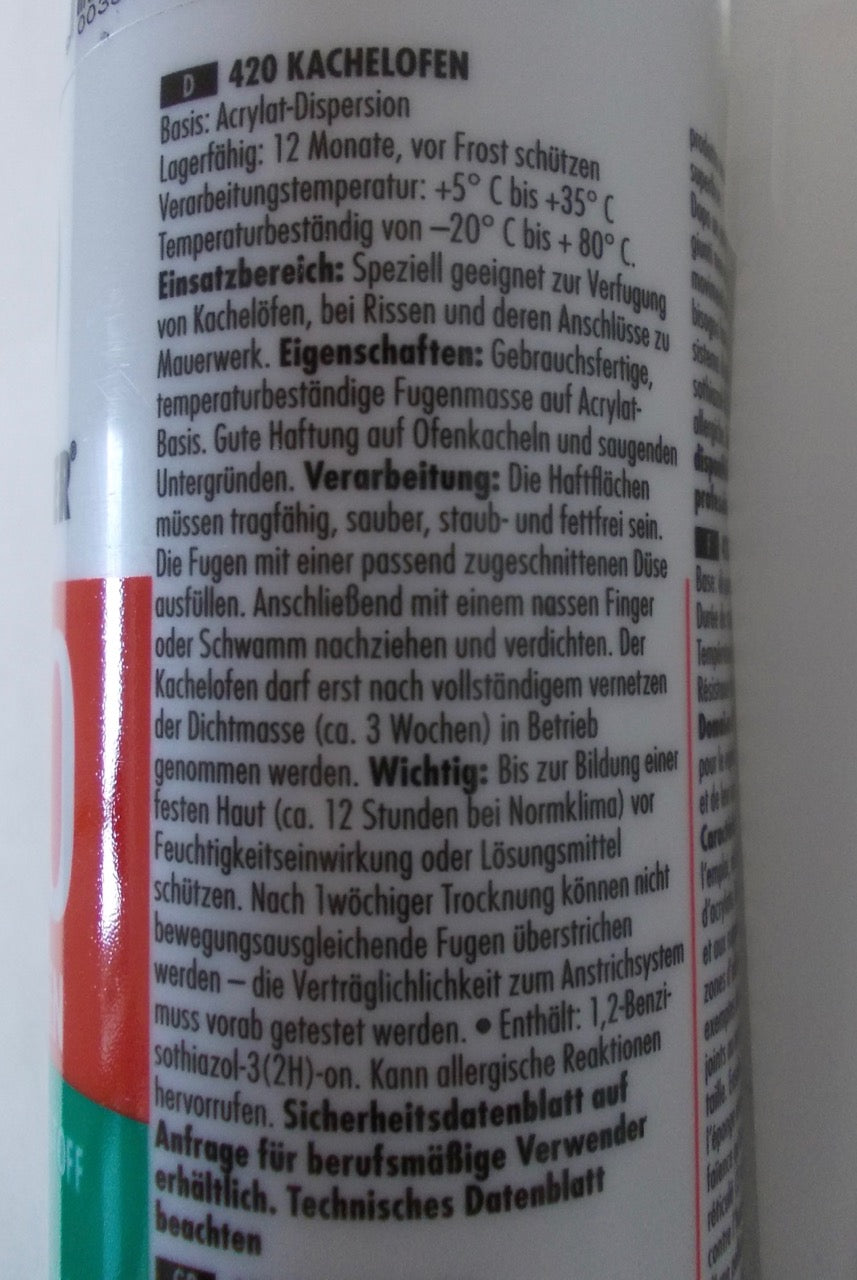 D 420 KACHELOFEN
Basis: Acrylat-Dispersion
Lagerfähig: 12 Monate, vor Frost schützen
Verarbeitungstemperatur: +5° C bis +35° C
Temperaturbeständig von –20° C bis + 80° C.
Einsatzbereich: Speziell geeignet zur Verfugung
von Kachelöfen, bei Rissen und deren Anschlüsse zu
Mauerwerk. Eigenschaften: Gebrauchsfertige,
temperaturbeständige Fugenmasse auf Acrylat-
Basis. Gute Haftung auf Ofenkacheln und saugenden
Untergründen. Verarbeitung: Die Haftflächen
müssen tragfähig, sauber, staub- und fettfrei sein.
Die Fugen mit einer passend zugeschnittenen Düse
ausfüllen. Anschließend mit einem nassen Finger
oder Schwamm nachziehen und verdichten. Der
Kachelofen darf erst nach vollständigem vernetzen
der Dichtmasse (ca. 3 Wochen) in Betrieb
genommen werden. Wichtig: Bis zur Bildung einer
festen Haut (ca. 12 Stunden bei Normklima) vor
Feuchtigkeitseinwirkung oder Lösungsmittel
schützen. Nach 1wöchiger Trocknung können nicht
bewegungsausgleichende Fugen überstrichen
werden – die Verträglichlichkeit zum Anstrichsystem
muss vorab getestet werden. • Enthält: 1,2-Benzi-
sothiazol-3(2H)-on. Kann allergische Reaktionen
hervorrufen. Sicherheitsdatenblatt auf
Anfrage für berufsmäßige Verwender
erhältlich. Technisches Datenblatt
beachten
GB